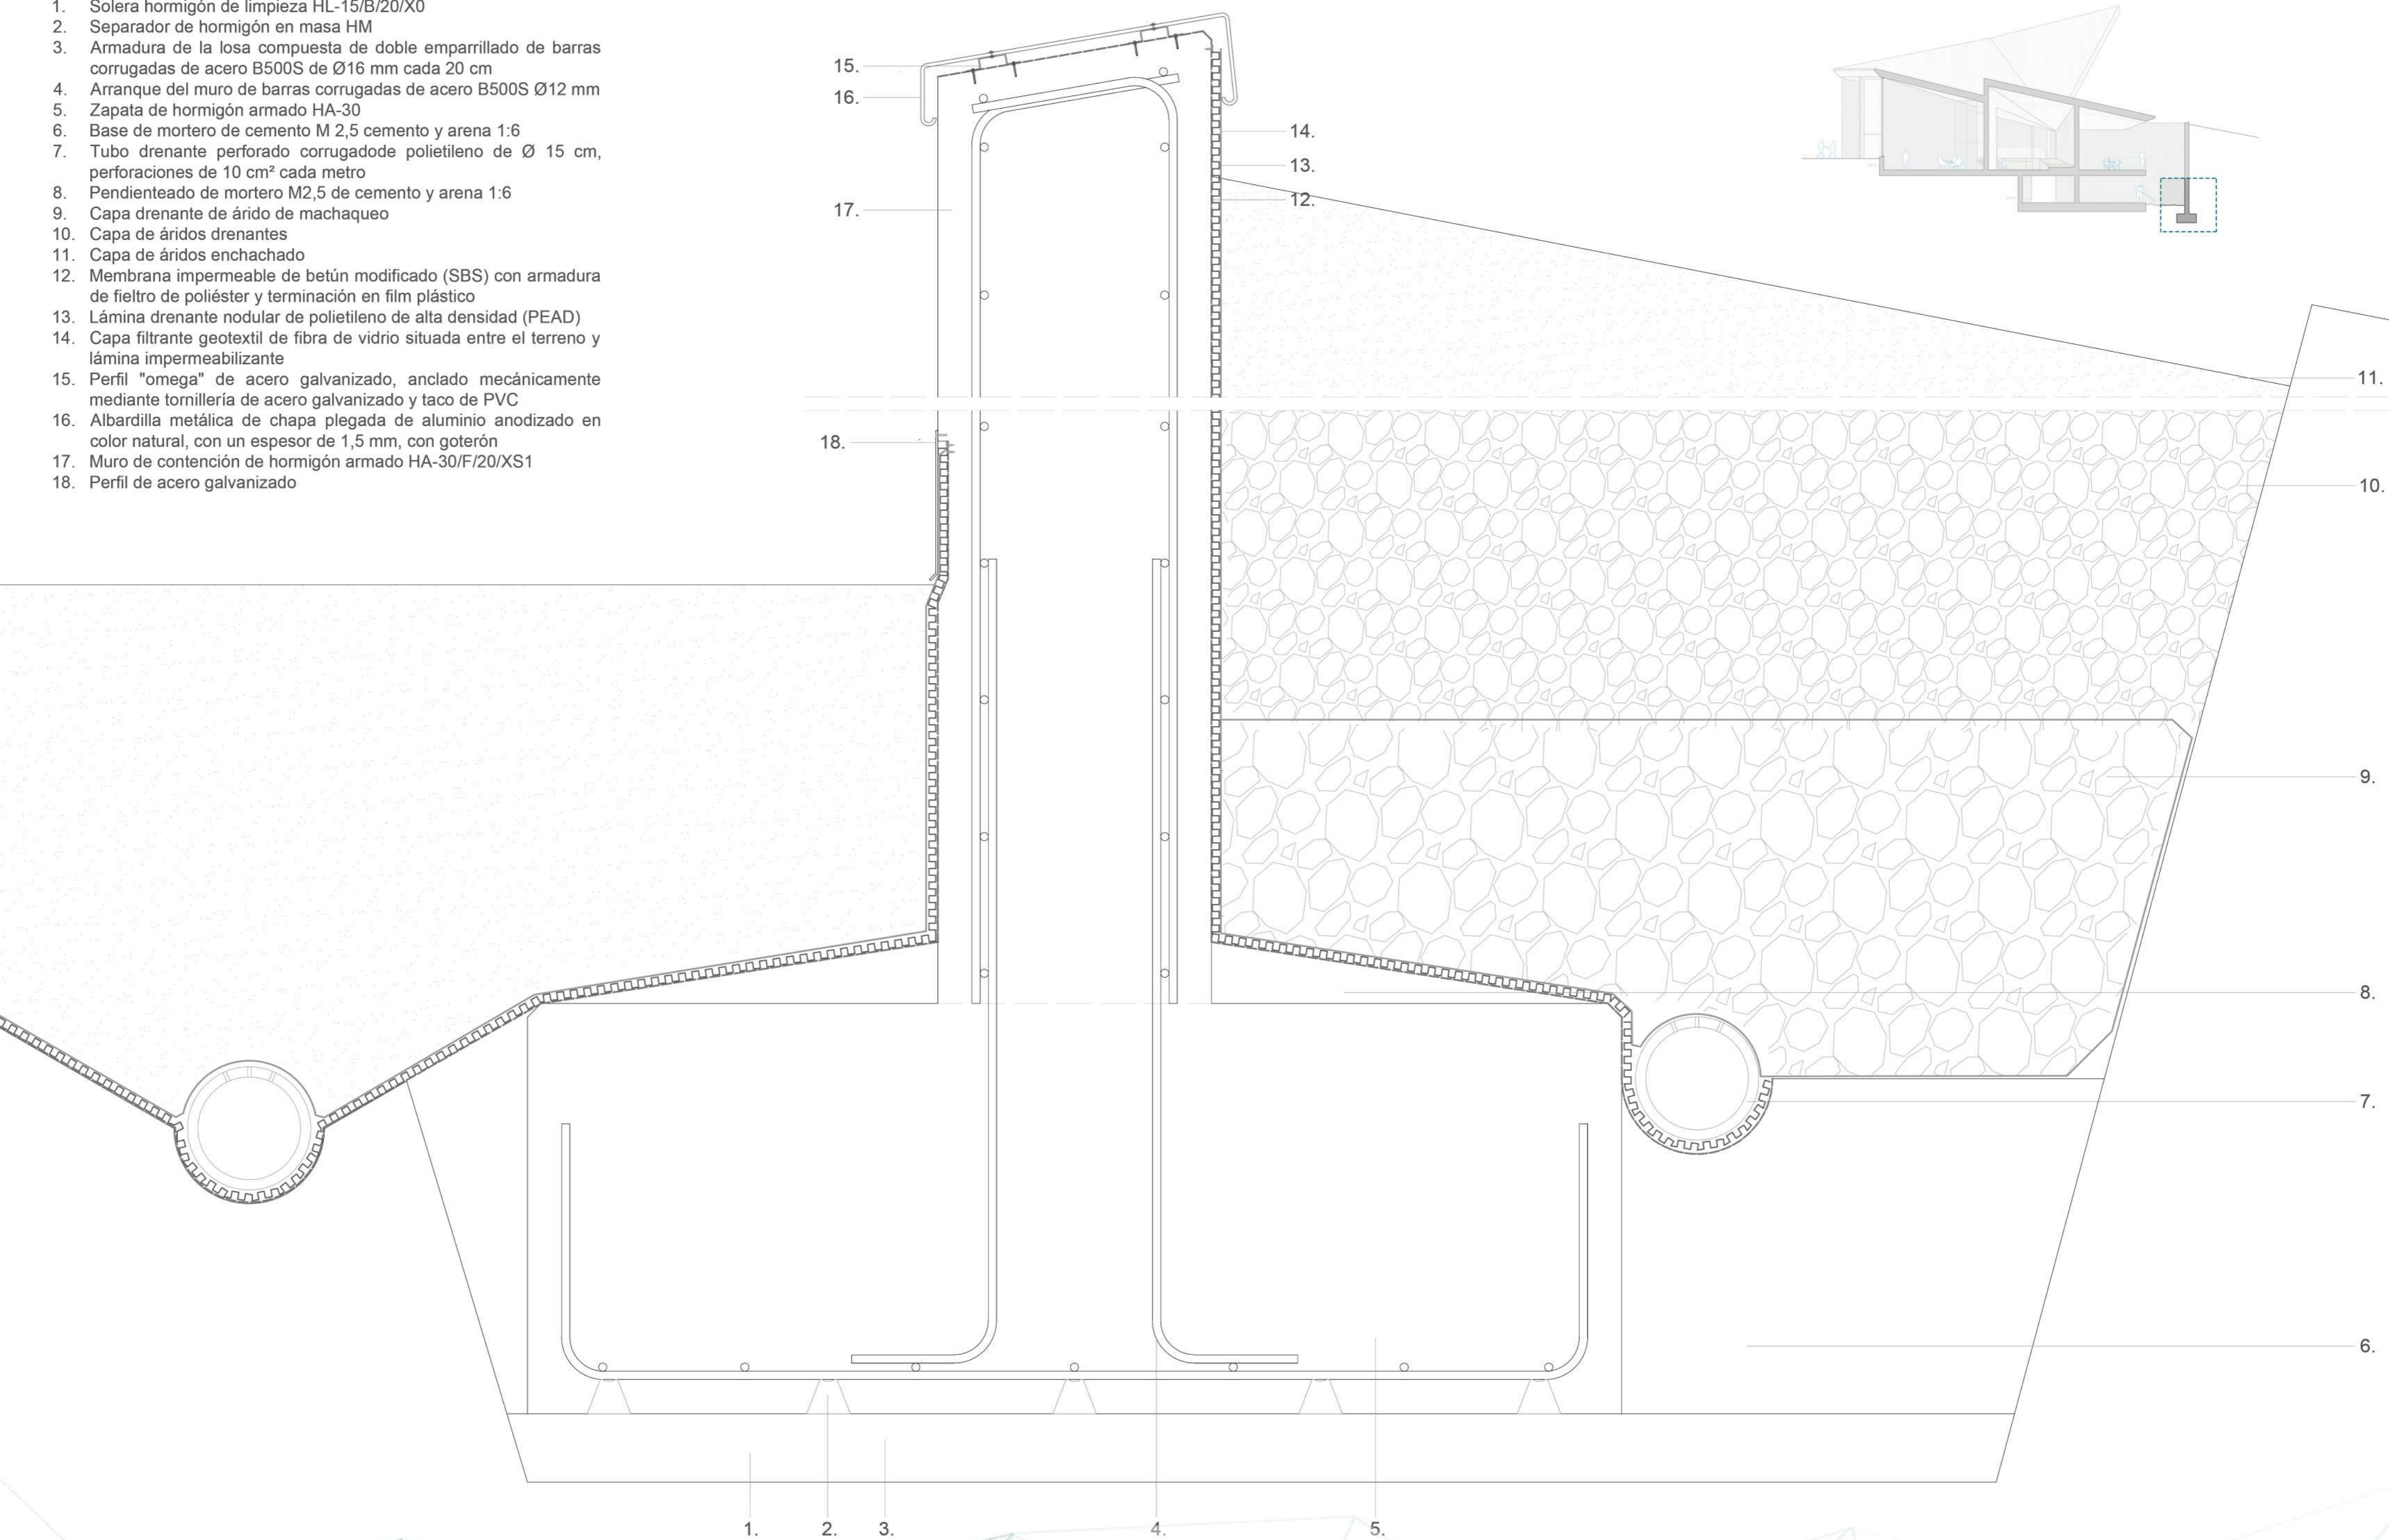 1. Solera hormigón de limpieza HL-15/B/20/X0
2. Separador de hormigón en masa HM
3. Armadura de la losa compuesta de doble emparrillado de barras
corrugadas de acero B500S de Ø16 mm cada 20 cm
4. Arranque del muro de barras corrugadas de acero B500S Ø12 mm
5. Zapata de hormigón armado HA-30
6. Base de mortero de cemento M 2,5 cemento y arena 1:6
7. Tubo drenante perforado corrugadode polietileno de Ø 15 cm,
perforaciones de 10 cm² cada metro
8. Pendienteado de mortero M2,5 de cemento y arena 1:6
9. Capa drenante de árido de machaqueo
10. Capa de áridos drenantes
11. Capa de áridos enchachado
12. Membrana impermeable de betún modificado (SBS) con armadura
de fieltro de poliéster y terminación en film plástico
13. Lámina drenante nodular de polietileno de alta densidad (PEAD)
14. Capa filtrante geotextil de fibra de vidrio situada entre el terreno y
lámina impermeabilizante
15. Perfil "omega" de acero galvanizado, anclado mecánicamente
mediante tornillería de acero galvanizado y taco de PVC
16. Albardilla metálica de chapa plegada de aluminio anodizado en
color natural, con un espesor de 1,5 mm, con goterón
17. Muro de contención de hormigón armado HA-30/F/20/XS1
18. Perfil de acero galvanizado
15.
16.
14.
13.
12.
17.
11.
18.
10.
9.
8.
7.
6.
1. 2. 3. 4. 5.